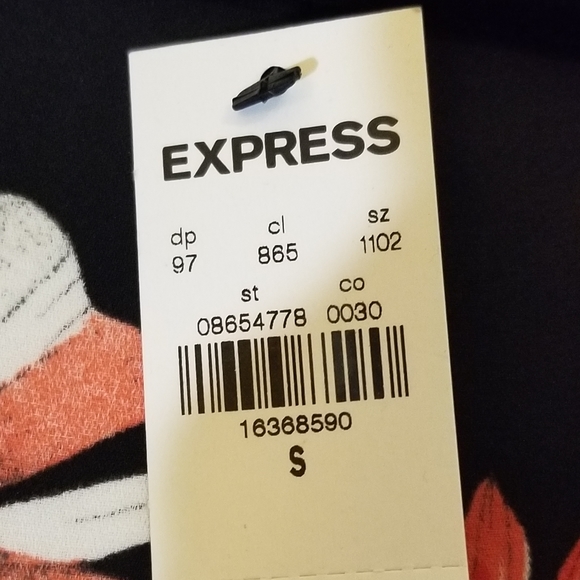 EXPRESS
dp cl sz
97 865 1102
st co
08654778 0030
16368590
S